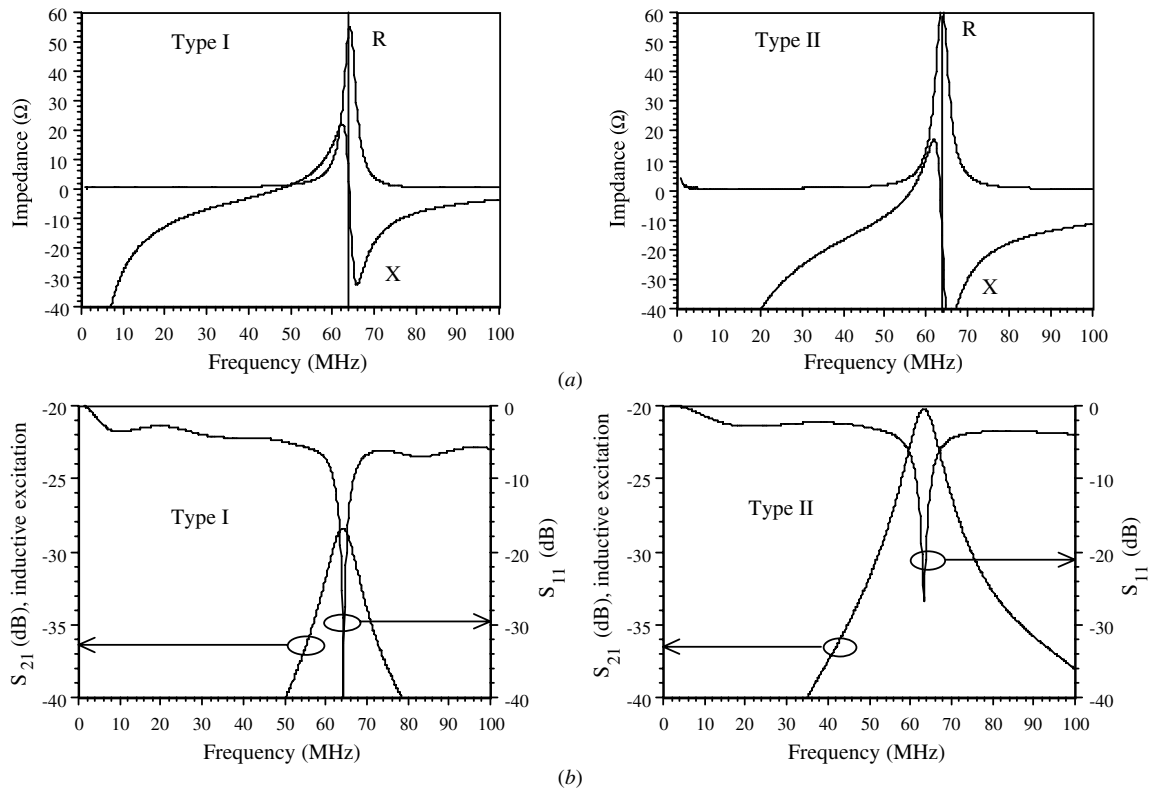 60
50
40
30
20
10
0
-10
-20
-30
-40
Impedance (Ω)
Type I
R
X
0 10 20 30 40 50 60 70 80 90 100
Frequency (MHz)
60
50
40
30
20
10
0
-10
-20
-30
-40
Impdance (Ω)
Type II
R
X
0 10 20 30 40 50 60 70 80 90 100
Frequency (MHz)
(a)
-20
-25
-30
-35
-40
S21 (dB), inductive excitation
Type I
0
-10
-20
-30
-40
S11 (dB)
0 10 20 30 40 50 60 70 80 90 100
Frequency (MHz)
-20
-25
-30
-35
-40
S21 (dB), inductive excitation
Type II
0
-10
-20
-30
-40
S11 (dB)
0 10 20 30 40 50 60 70 80 90 100
Frequency (MHz)
(b)